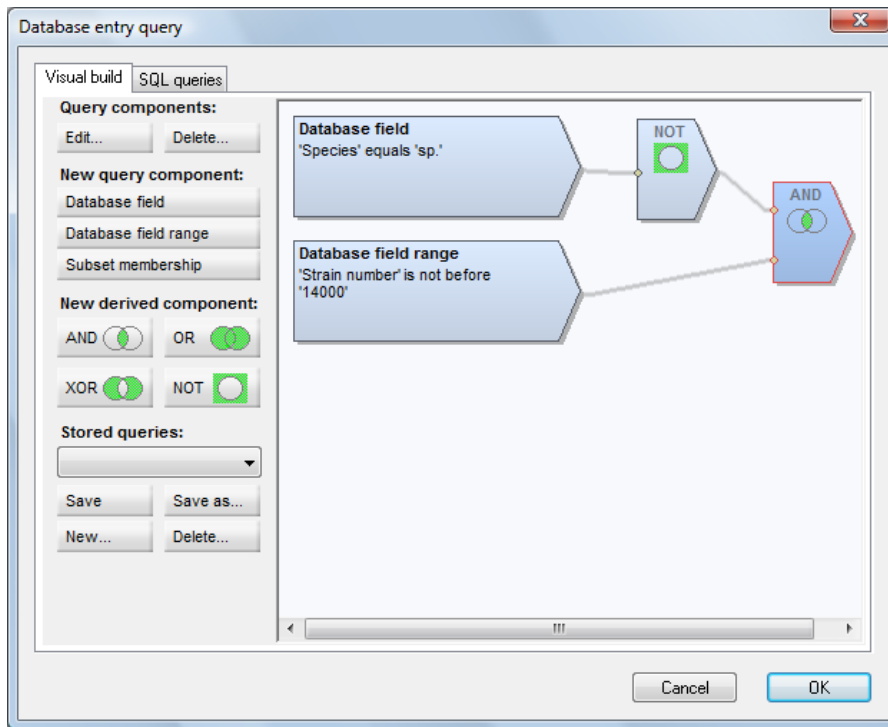 Database entry query
Visual build
SQL queries
Query components:
Edit...
Delete...
New query component:
Database field
Database field range
Subset membership
New derived component:
AND
OR
XOR
NOT
Stored queries:
Save
Save as...
New...
Delete...
Database field
'Species' equals 'sp.'
Database field range
'Strain number' is not before
'14000'
NOT
AND
Cancel
OK